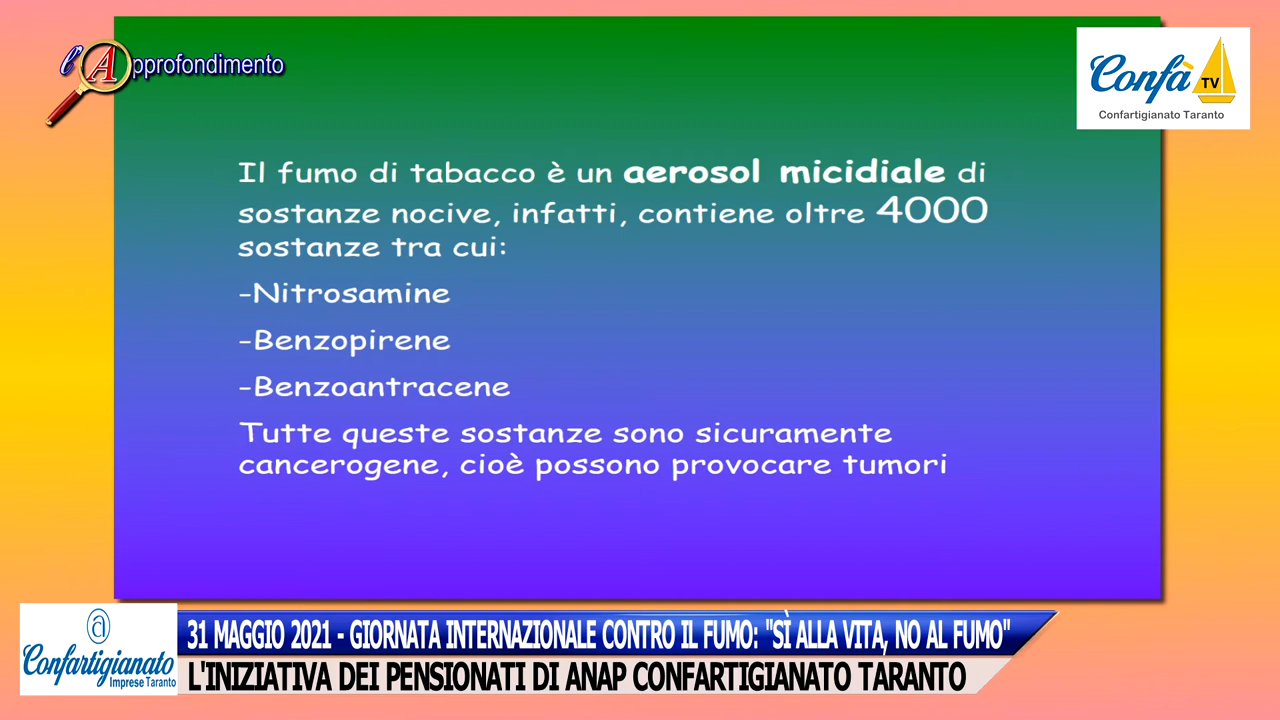 l'Approfondimento
Confà
TV
Confartigianato Taranto
Il fumo di tabacco è un aerosol micidiale di
sostanze nocive, infatti, contiene oltre 4000
sostanze tra cui:
-Nitrosamine
-Benzopirene
-Benzoantracene
Tutte queste sostanze sono sicuramente
cancerogene, cioè possono provocare tumori
@
Confartigianato
Imprese Taranto
31 MAGGIO 2021 - GIORNATA INTERNAZIONALE CONTRO IL FUMO: "SÌ ALLA VITA, NO AL FUMO"
L'INIZIATIVA DEI PENSIONATI DI ANAP CONFARTIGIANATO TARANTO